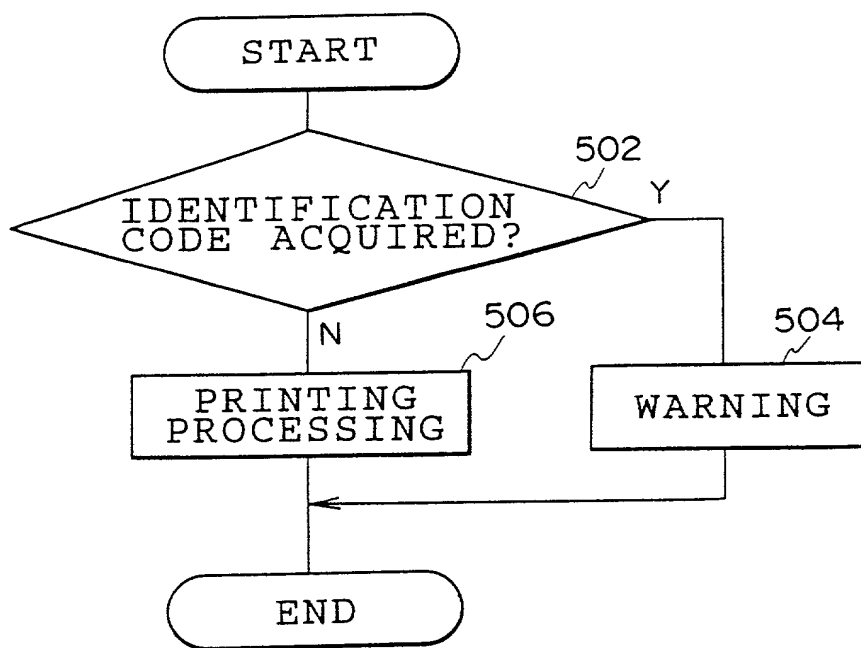 START
502
IDENTIFICATION
CODE ACQUIRED?
Y
N
506
PRINTING
PROCESSING
504
WARNING
END